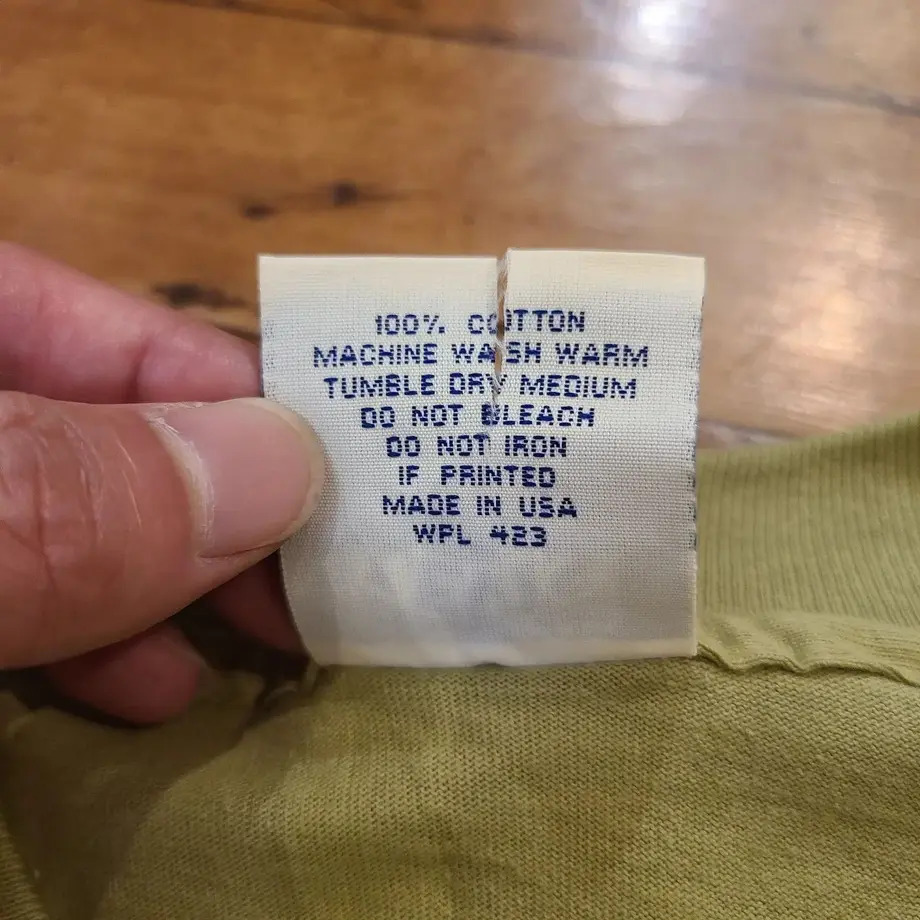 100% COTTON
MACHINE WASH WARM
TUMBLE DRY MEDIUM
DO NOT BLEACH
DO NOT IRON
IF PRINTED
MADE IN USA
WPL 423